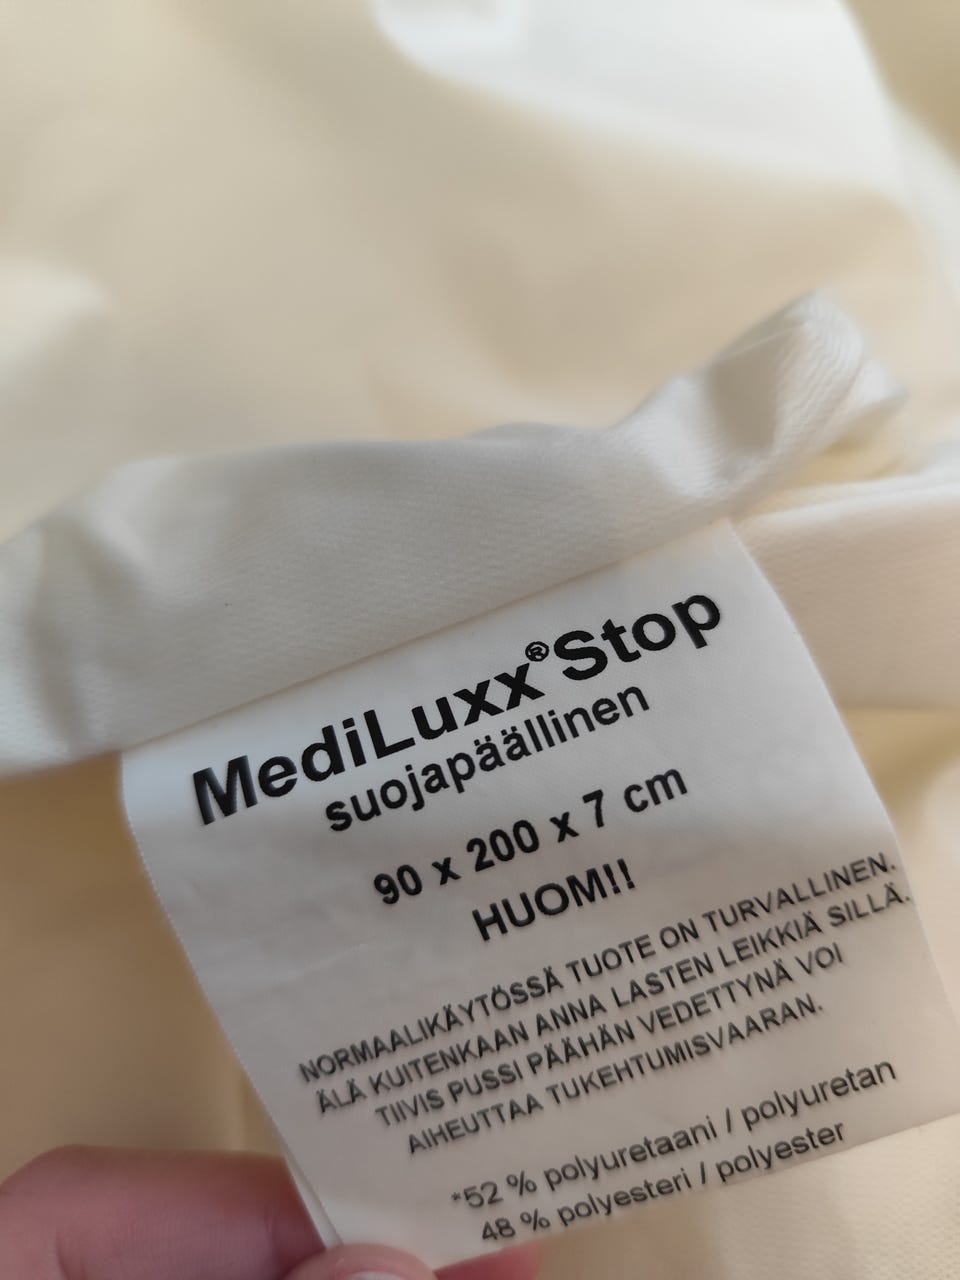 MediLuxx®Stop
suojapäällinen
90 x 200 x 7 cm
HUOM!!
NORMAALIKÄYTÖSSÄ TUOTE ON TURVALLINEN.
ÄLÄ KUITENKAAN ANNA LASTEN LEIKKIÄ SILLÄ.
TIIVIS PUSSI PÄÄHÄN VEDETTYNÄ VOI
AIHEUTTAA TUKEHTUMISVAARAN.
*52 % polyuretaani / polyuretan
48 % polyesteri / polyester